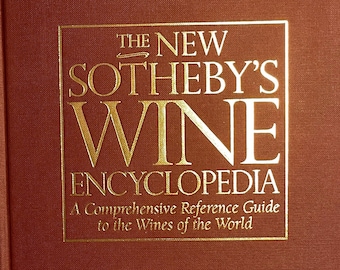 THE NEW
SOTHEBY'S
WINE
ENCYCLOPEDIA
A Comprehensive Reference Guide
to the Wines of the World